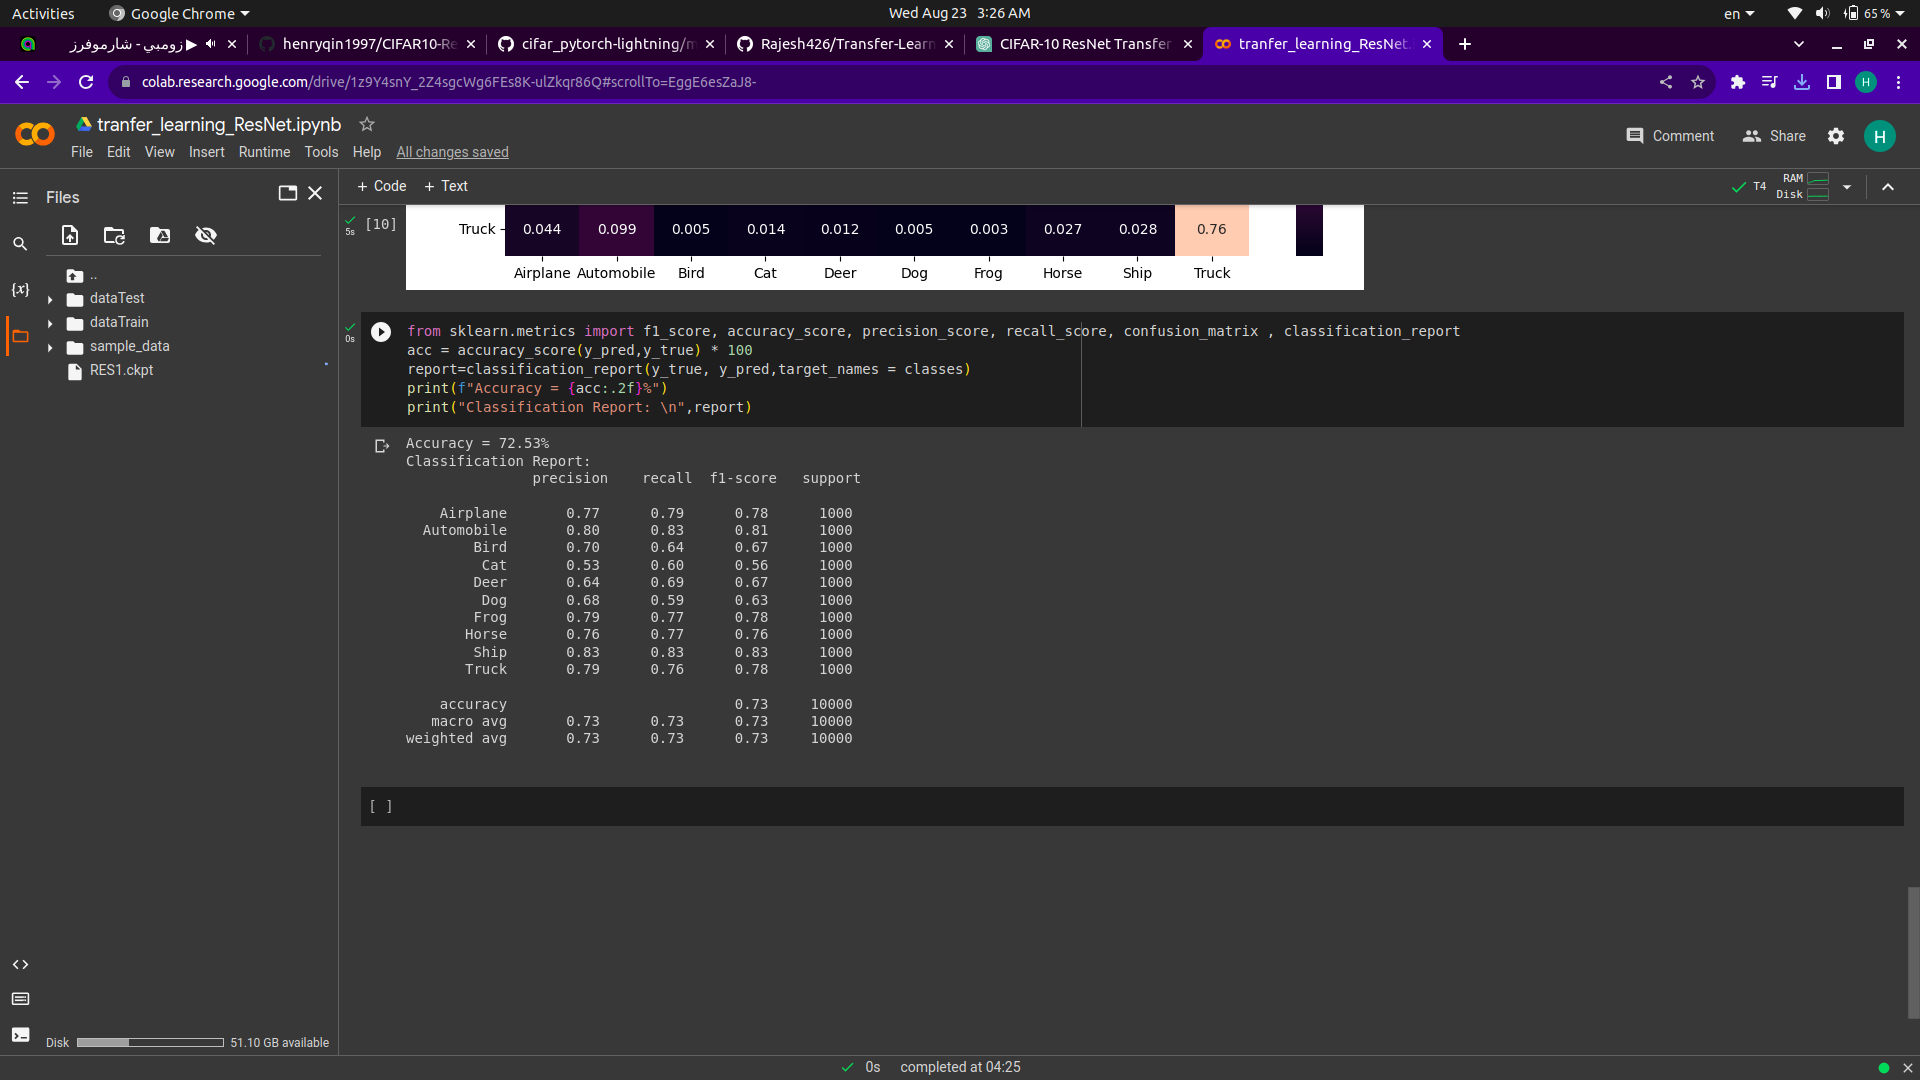 Activities Google Chrome Wed Aug 23 3:26 AM en 65 %
زومبي - شارموفرز henryqin1997/CIFAR10-Re cifar_pytorch-lightning/m Rajesh426/Transfer-Learn CIFAR-10 ResNet Transfer tranfer_learning_ResNet.
colab.research.google.com/drive/1z9Y4snY_2Z4sgcWg6FEs8K-ulZkqr86Q#scrollTo=EggE6esZaJ8- H
tranfer_learning_ResNet.ipynb
Comment Share H
File Edit View Insert Runtime Tools Help All changes saved
Files
+ Code + Text T4 RAM Disk
{x}
..
dataTest
dataTrain
sample_data
RES1.ckpt
5s [10] Truck 0.044 0.099 0.005 0.014 0.012 0.005 0.003 0.027 0.028 0.76
Airplane Automobile Bird Cat Deer Dog Frog Horse Ship Truck
0s
from sklearn.metrics import f1_score, accuracy_score, precision_score, recall_score, confusion_matrix , classification_report
acc = accuracy_score(y_pred,y_true) * 100
report=classification_report(y_true, y_pred,target_names = classes)
print(f"Accuracy = {acc:.2f}%")
print("Classification Report: \n",report)
Accuracy = 72.53%
Classification Report:
precision recall f1-score support
Airplane 0.77 0.79 0.78 1000
Automobile 0.80 0.83 0.81 1000
Bird 0.70 0.64 0.67 1000
Cat 0.53 0.60 0.56 1000
Deer 0.64 0.69 0.67 1000
Dog 0.68 0.59 0.63 1000
Frog 0.79 0.77 0.78 1000
Horse 0.76 0.77 0.76 1000
Ship 0.83 0.83 0.83 1000
Truck 0.79 0.76 0.78 1000
accuracy 0.73 10000
macro avg 0.73 0.73 0.73 10000
weighted avg 0.73 0.73 0.73 10000
[ ]
Disk 51.10 GB available
0s completed at 04:25